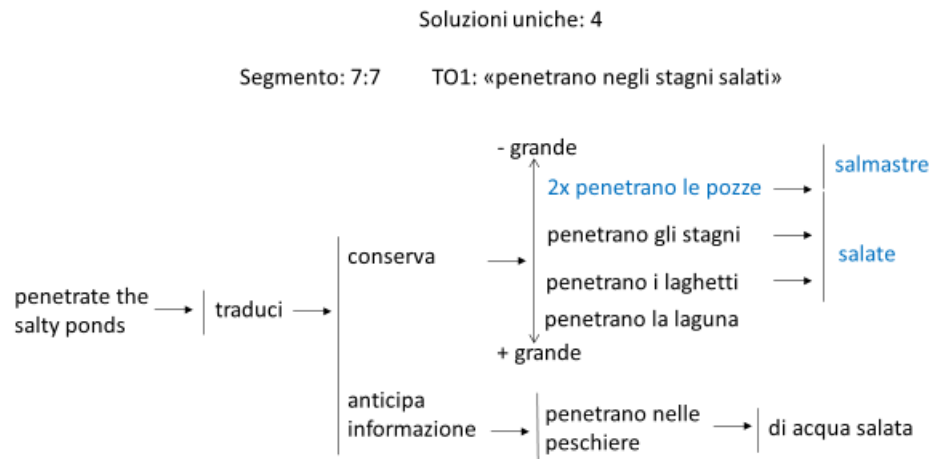 Soluzioni uniche: 4
Segmento: 7:7 TO1: «penetrano negli stagni salati»
- grande
2x penetrano le pozze
salmastre
penetrano gli stagni
salate
conserva
penetrano i laghetti
penetrate the
salty ponds
traduci
penetrano la laguna
+ grande
anticipa
informazione
penetrano nelle
peschiere
di acqua salata